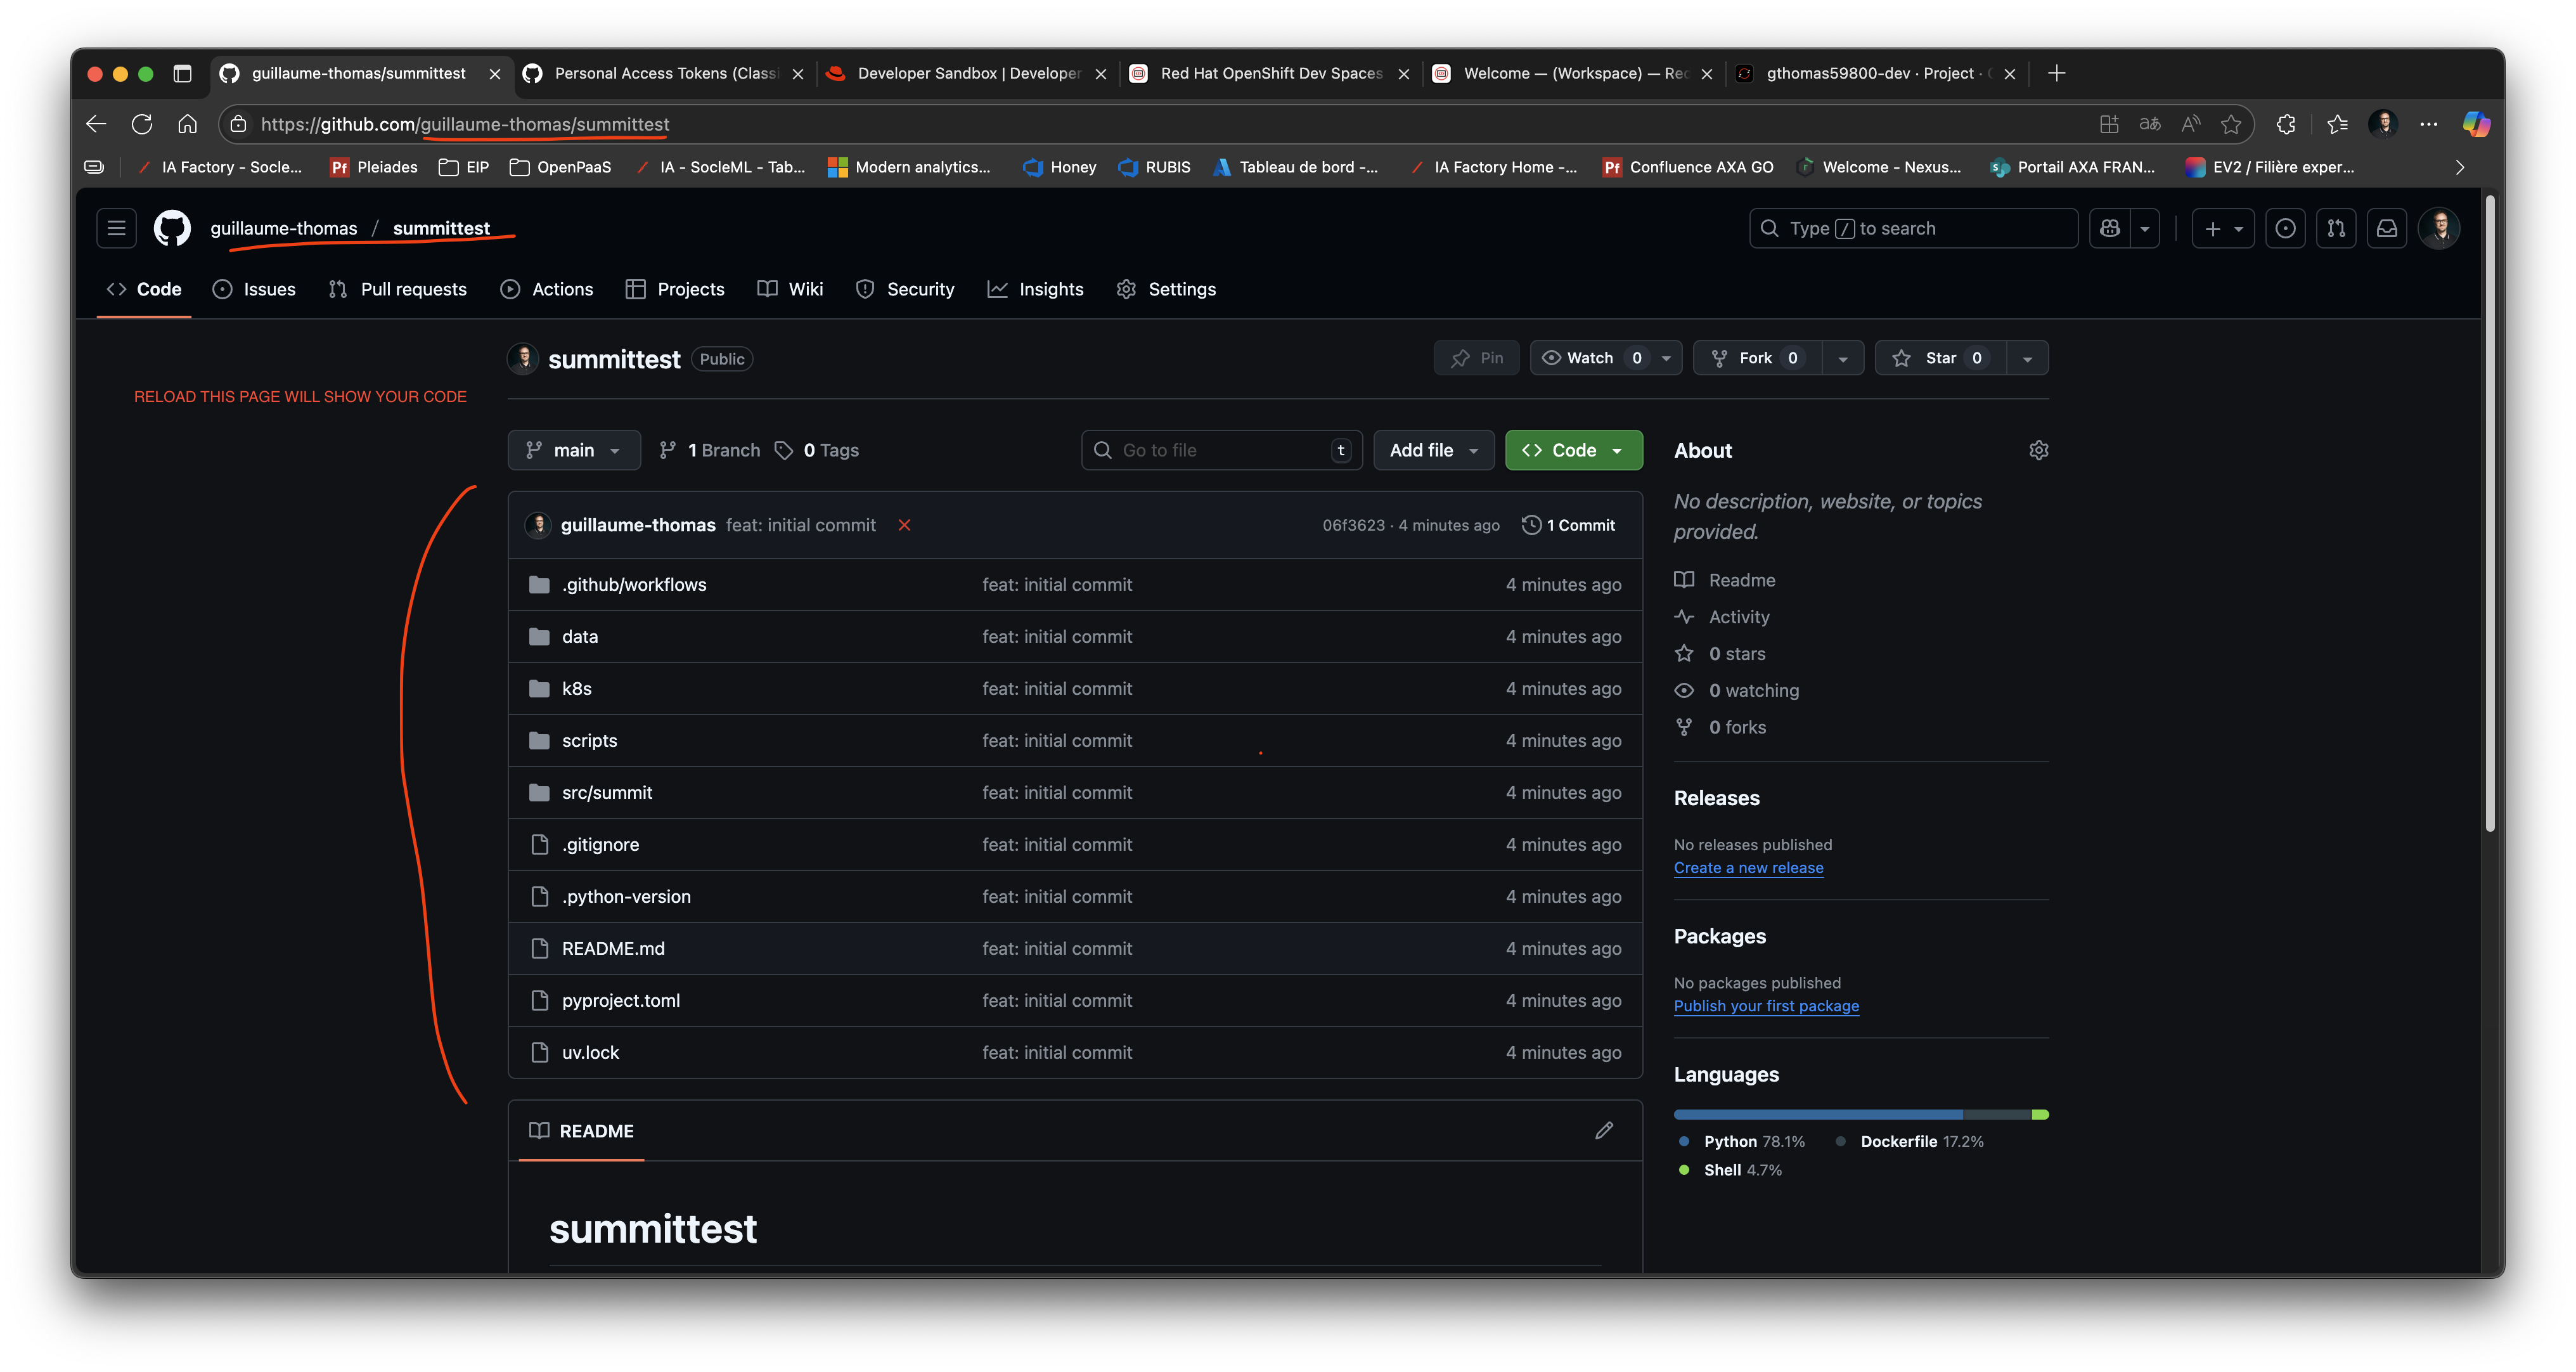 guillaume-thomas/summittest
Personal Access Tokens (Classi
Developer Sandbox | Developer
Red Hat OpenShift Dev Spaces
Welcome — (Workspace) — Rec
gthomas59800-dev · Project ·
https://github.com/guillaume-thomas/summittest
IA Factory - Socle...
Pf Pleiades
EIP
OpenPaaS
IA - SocleML - Tab...
Modern analytics...
Honey
RUBIS
Tableau de bord -...
IA Factory Home -...
Pf Confluence AXA GO
Welcome - Nexus...
Portail AXA FRAN...
EV2 / Filière exper...
guillaume-thomas / summittest
Type / to search
Code
Issues
Pull requests
Actions
Projects
Wiki
Security
Insights
Settings
summittest Public
Pin
Watch 0
Fork 0
Star 0
RELOAD THIS PAGE WILL SHOW YOUR CODE
main
1 Branch
0 Tags
Go to file t
Add file
Code
guillaume-thomas feat: initial commit
06f3623 · 4 minutes ago
1 Commit
.github/workflows feat: initial commit 4 minutes ago
data feat: initial commit 4 minutes ago
k8s feat: initial commit 4 minutes ago
scripts feat: initial commit 4 minutes ago
src/summit feat: initial commit 4 minutes ago
.gitignore feat: initial commit 4 minutes ago
.python-version feat: initial commit 4 minutes ago
README.md feat: initial commit 4 minutes ago
pyproject.toml feat: initial commit 4 minutes ago
uv.lock feat: initial commit 4 minutes ago
README
summittest
About
No description, website, or topics
provided.
Readme
Activity
0 stars
0 watching
0 forks
Releases
No releases published
Create a new release
Packages
No packages published
Publish your first package
Languages
Python 78.1%
Dockerfile 17.2%
Shell 4.7%